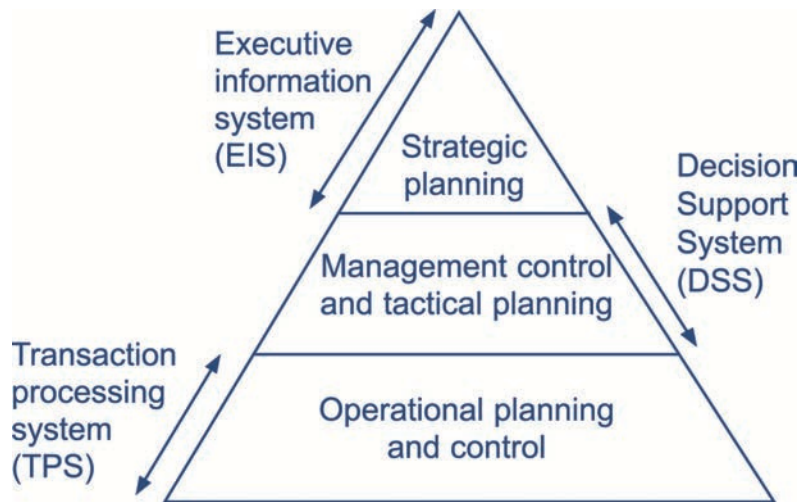 Executive
information
system
(EIS)
Strategic
planning
Decision
Support
System
(DSS)
Management control
and tactical planning
Transaction
processing
system
(TPS)
Operational planning
and control